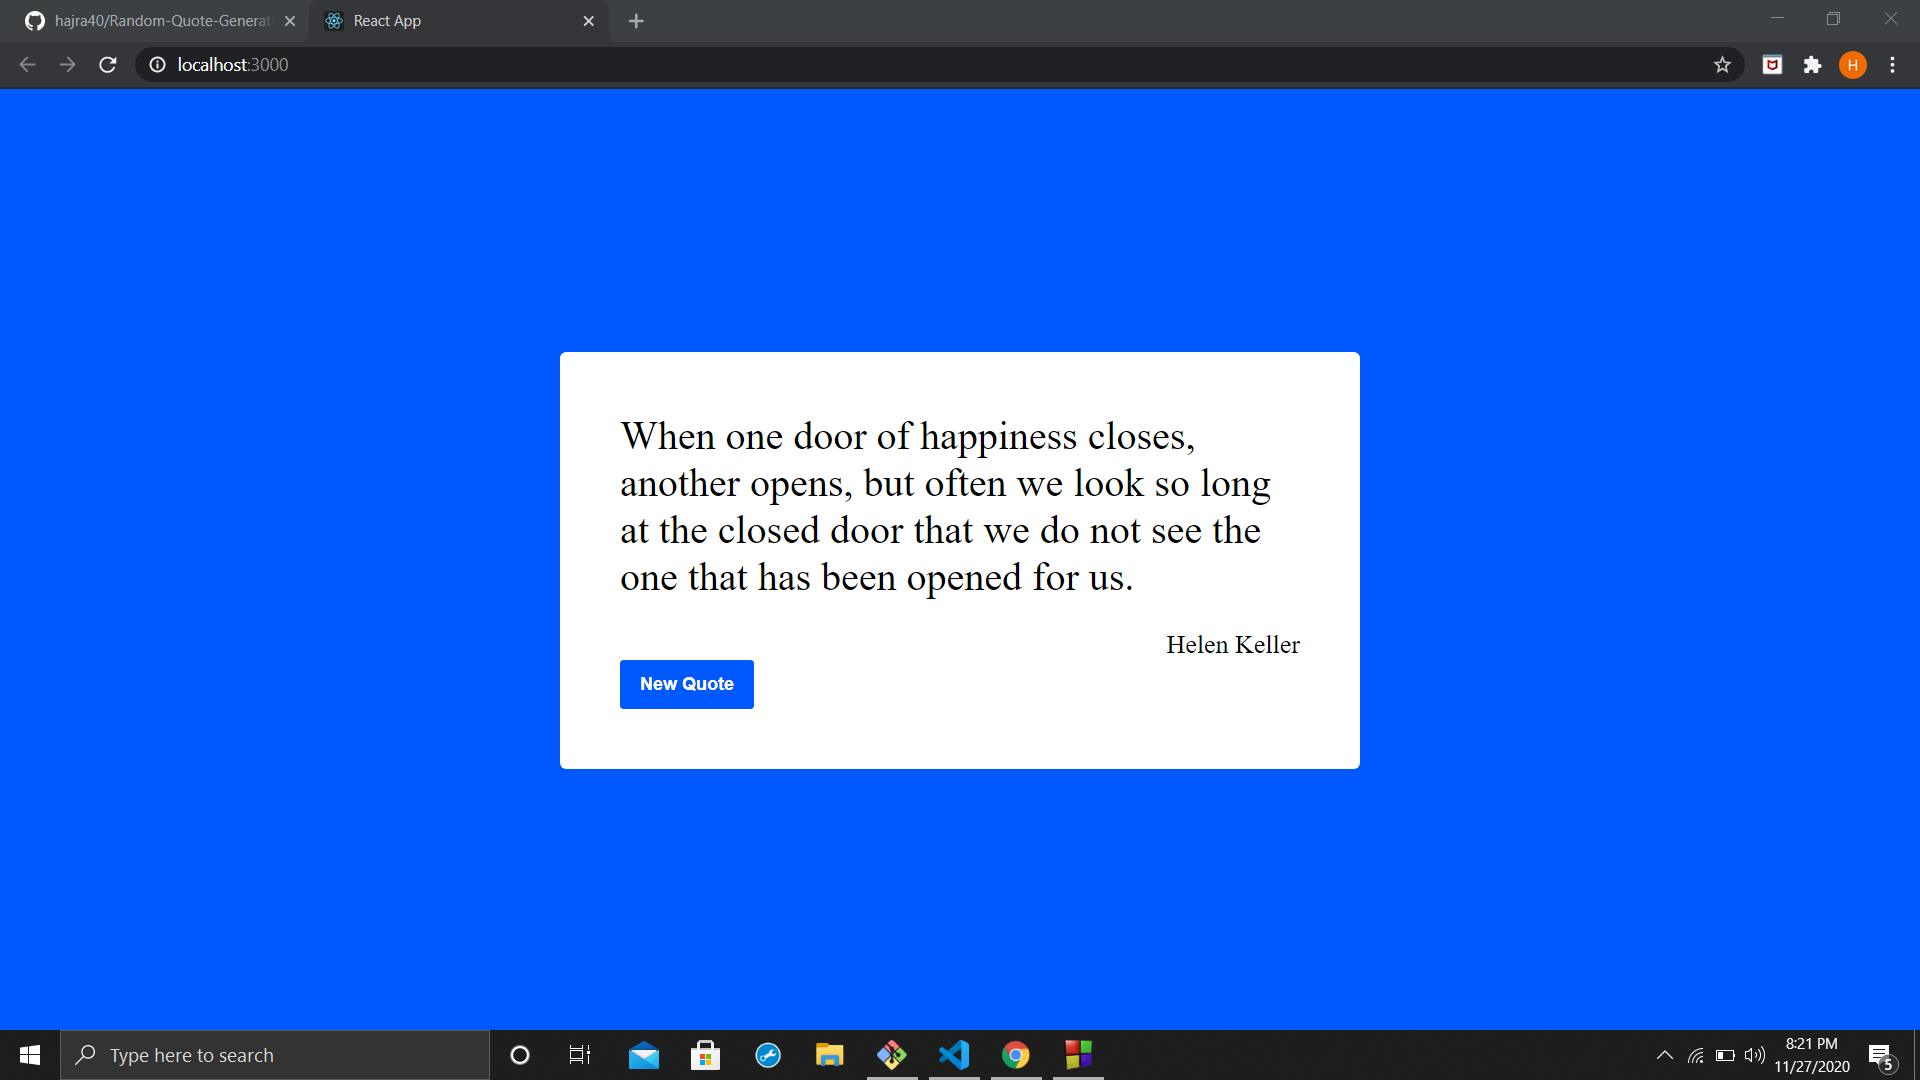 hajra40/Random-Quote-Generat
React App
localhost:3000
H
When one door of happiness closes,
another opens, but often we look so long
at the closed door that we do not see the
one that has been opened for us.
Helen Keller
New Quote
Type here to search
8:21 PM
11/27/2020
5